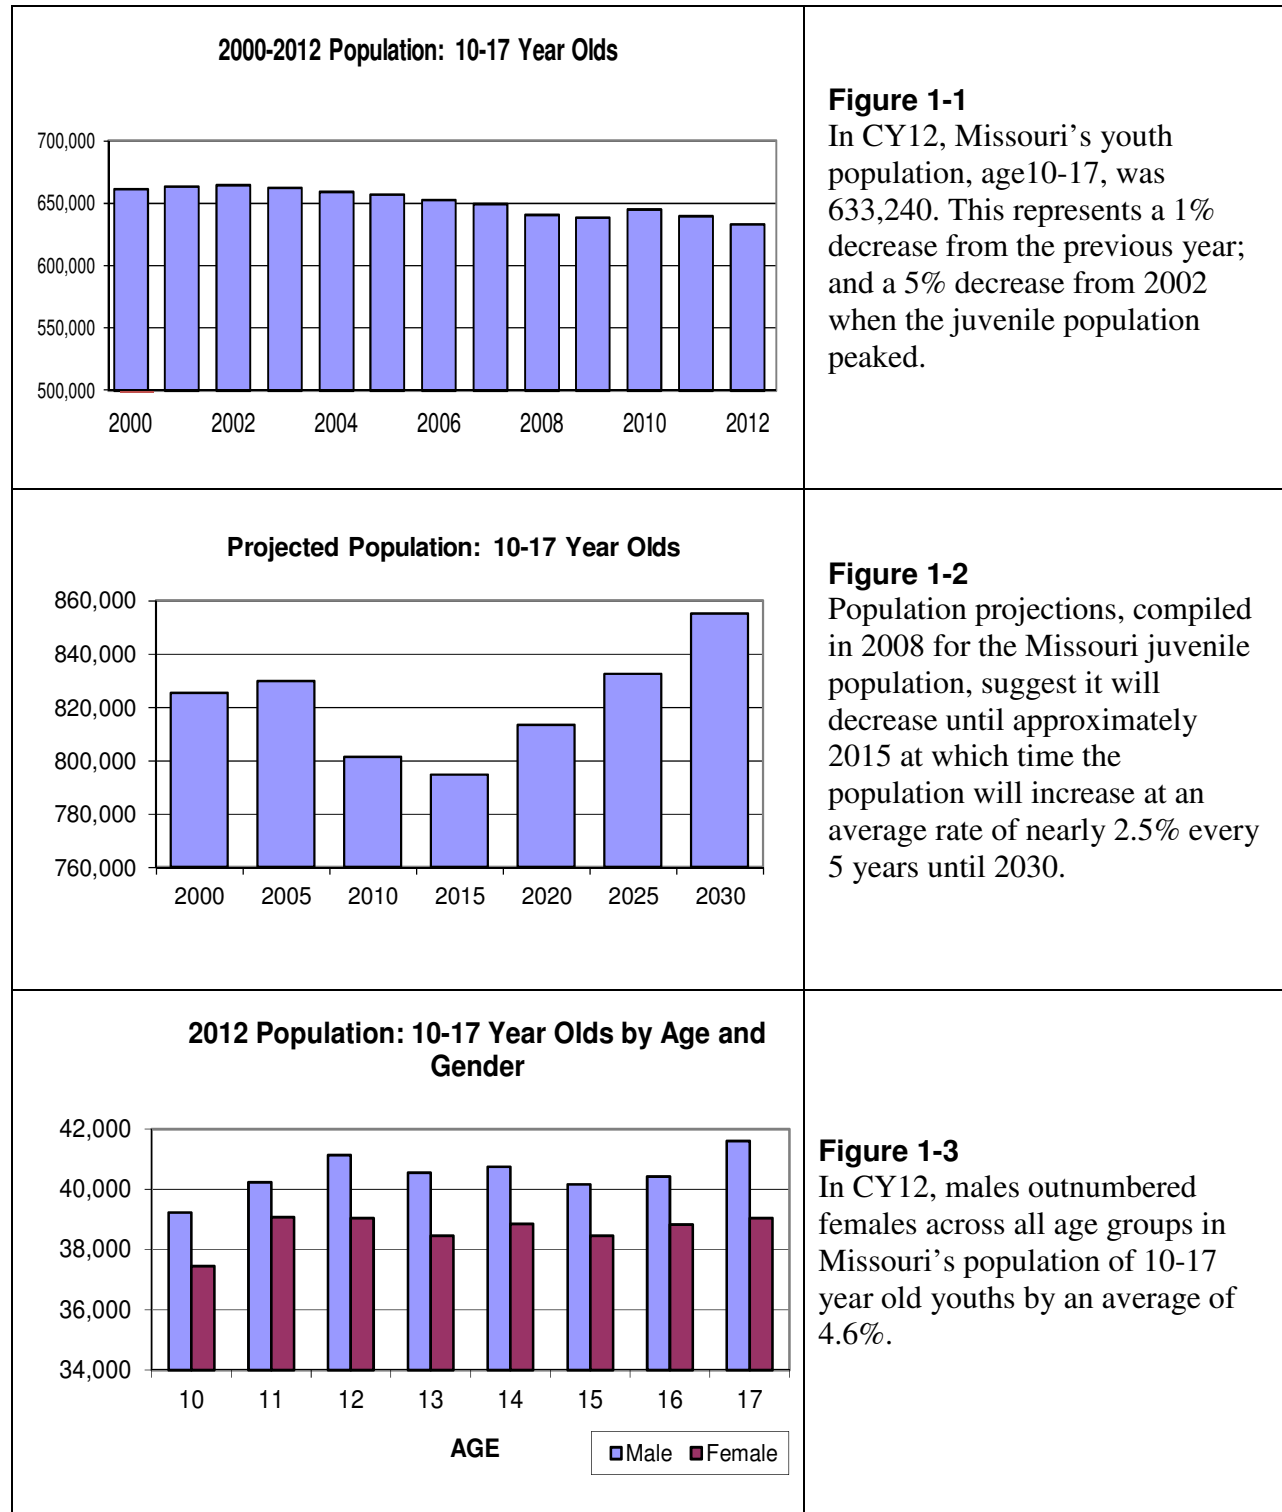 2000-2012 Population: 10-17 Year Olds
700,000
650,000
600,000
550,000
500,000
2000 2002 2004 2006 2008 2010 2012
Figure 1-1
In CY12, Missouri’s youth
population, age10-17, was
633,240. This represents a 1%
decrease from the previous year;
and a 5% decrease from 2002
when the juvenile population
peaked.
Projected Population: 10-17 Year Olds
860,000
840,000
820,000
800,000
780,000
760,000
2000 2005 2010 2015 2020 2025 2030
Figure 1-2
Population projections, compiled
in 2008 for the Missouri juvenile
population, suggest it will
decrease until approximately
2015 at which time the
population will increase at an
average rate of nearly 2.5% every
5 years until 2030.
2012 Population: 10-17 Year Olds by Age and
Gender
42,000
40,000
38,000
36,000
34,000
10 11 12 13 14 15 16 17
AGE
Male Female
Figure 1-3
In CY12, males outnumbered
females across all age groups in
Missouri’s population of 10-17
year old youths by an average of
4.6%.